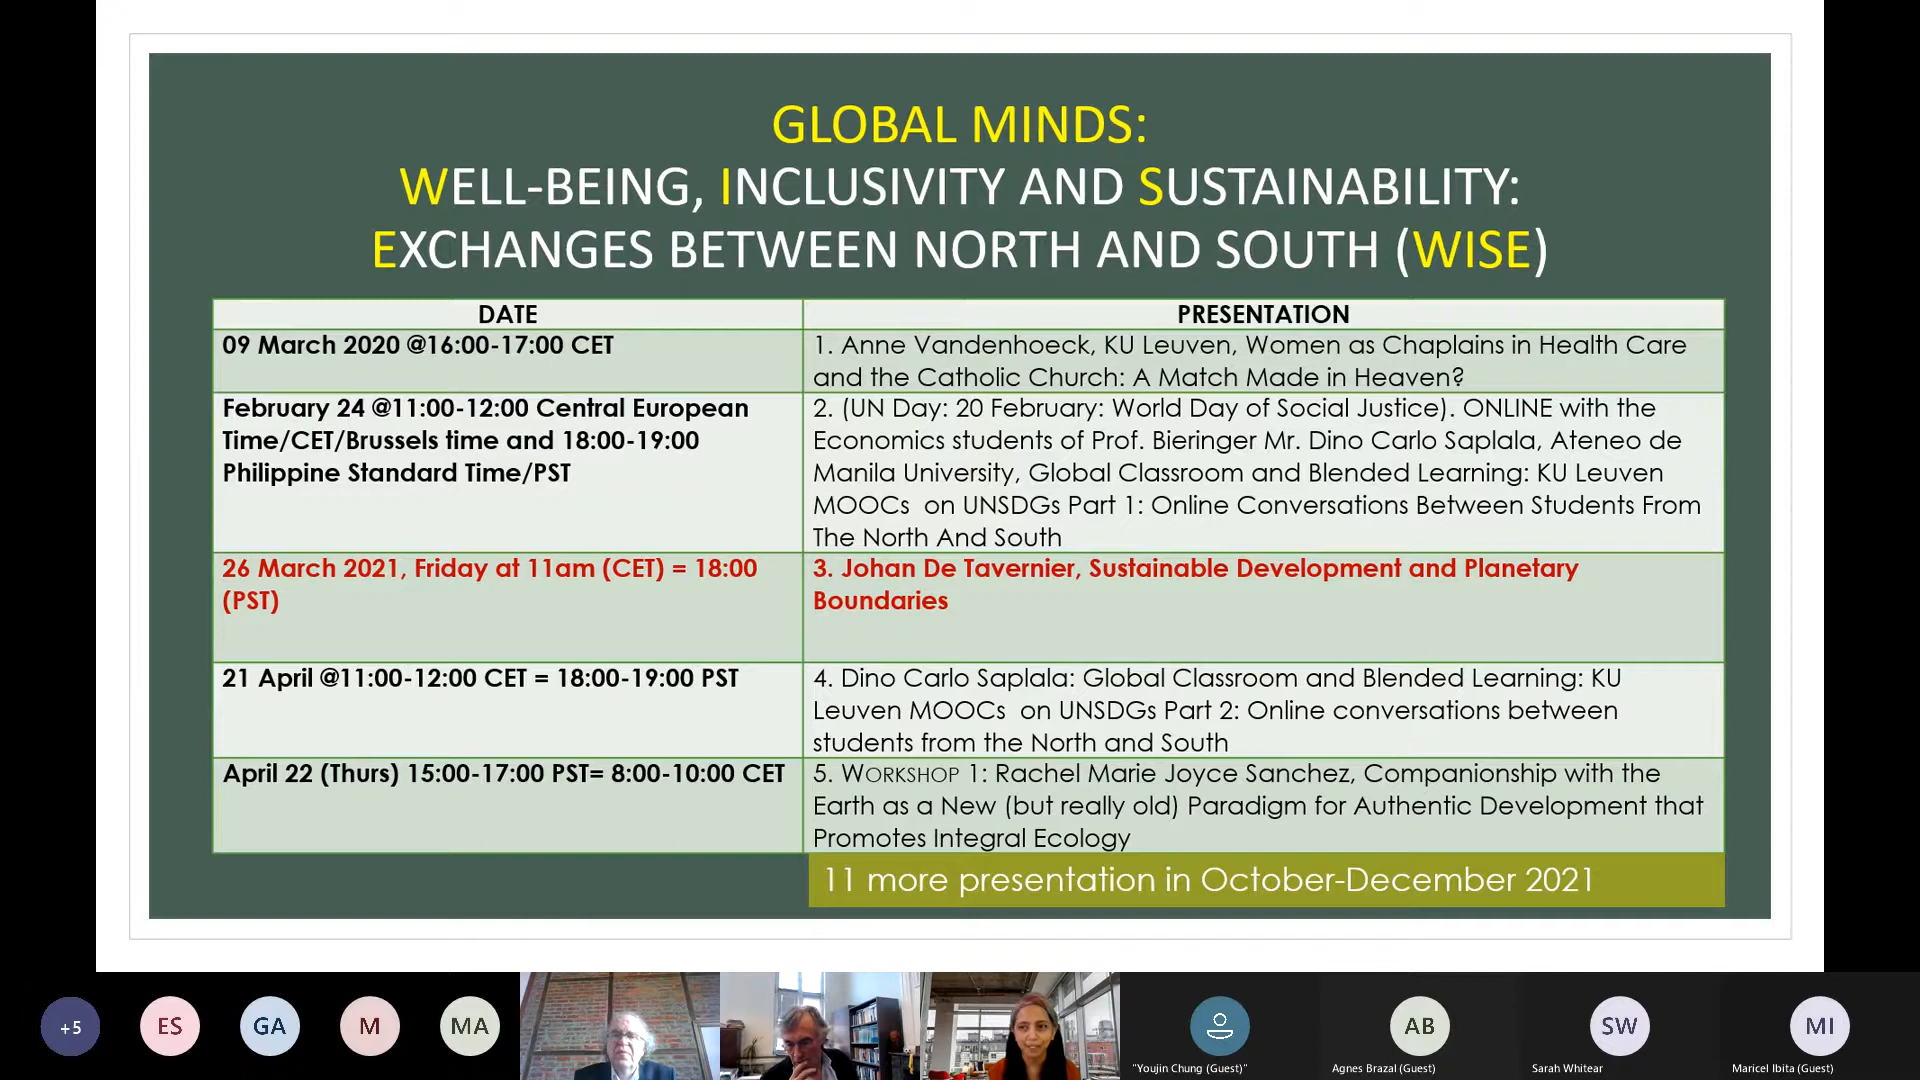 GLOBAL MINDS:
WELL-BEING, INCLUSIVITY AND SUSTAINABILITY:
EXCHANGES BETWEEN NORTH AND SOUTH (WISE)
DATE
PRESENTATION
09 March 2020 @16:00-17:00 CET
1. Anne Vandenhoeck, KU Leuven, Women as Chaplains in Health Care
and the Catholic Church: A Match Made in Heaven?
February 24 @11:00-12:00 Central European
Time/CET/Brussels time and 18:00-19:00
Philippine Standard Time/PST
2. (UN Day: 20 February: World Day of Social Justice). ONLINE with the
Economics students of Prof. Bieringer Mr. Dino Carlo Saplala, Ateneo de
Manila University, Global Classroom and Blended Learning: KU Leuven
MOOCs on UNSDGs Part 1: Online Conversations Between Students From
The North And South
26 March 2021, Friday at 11am (CET) = 18:00
(PST)
3. Johan De Tavernier, Sustainable Development and Planetary
Boundaries
21 April @11:00-12:00 CET = 18:00-19:00 PST
4. Dino Carlo Saplala: Global Classroom and Blended Learning: KU
Leuven MOOCs on UNSDGs Part 2: Online conversations between
students from the North and South
April 22 (Thurs) 15:00-17:00 PST= 8:00-10:00 CET
5. WORKSHOP 1: Rachel Marie Joyce Sanchez, Companionship with the
Earth as a New (but really old) Paradigm for Authentic Development that
Promotes Integral Ecology
11 more presentation in October-December 2021
+5
ES
GA
M
MA
"Youjin Chung (Guest)"
AB
Agnes Brazal (Guest)
SW
Sarah Whitear
MI
Maricel Ibita (Guest)